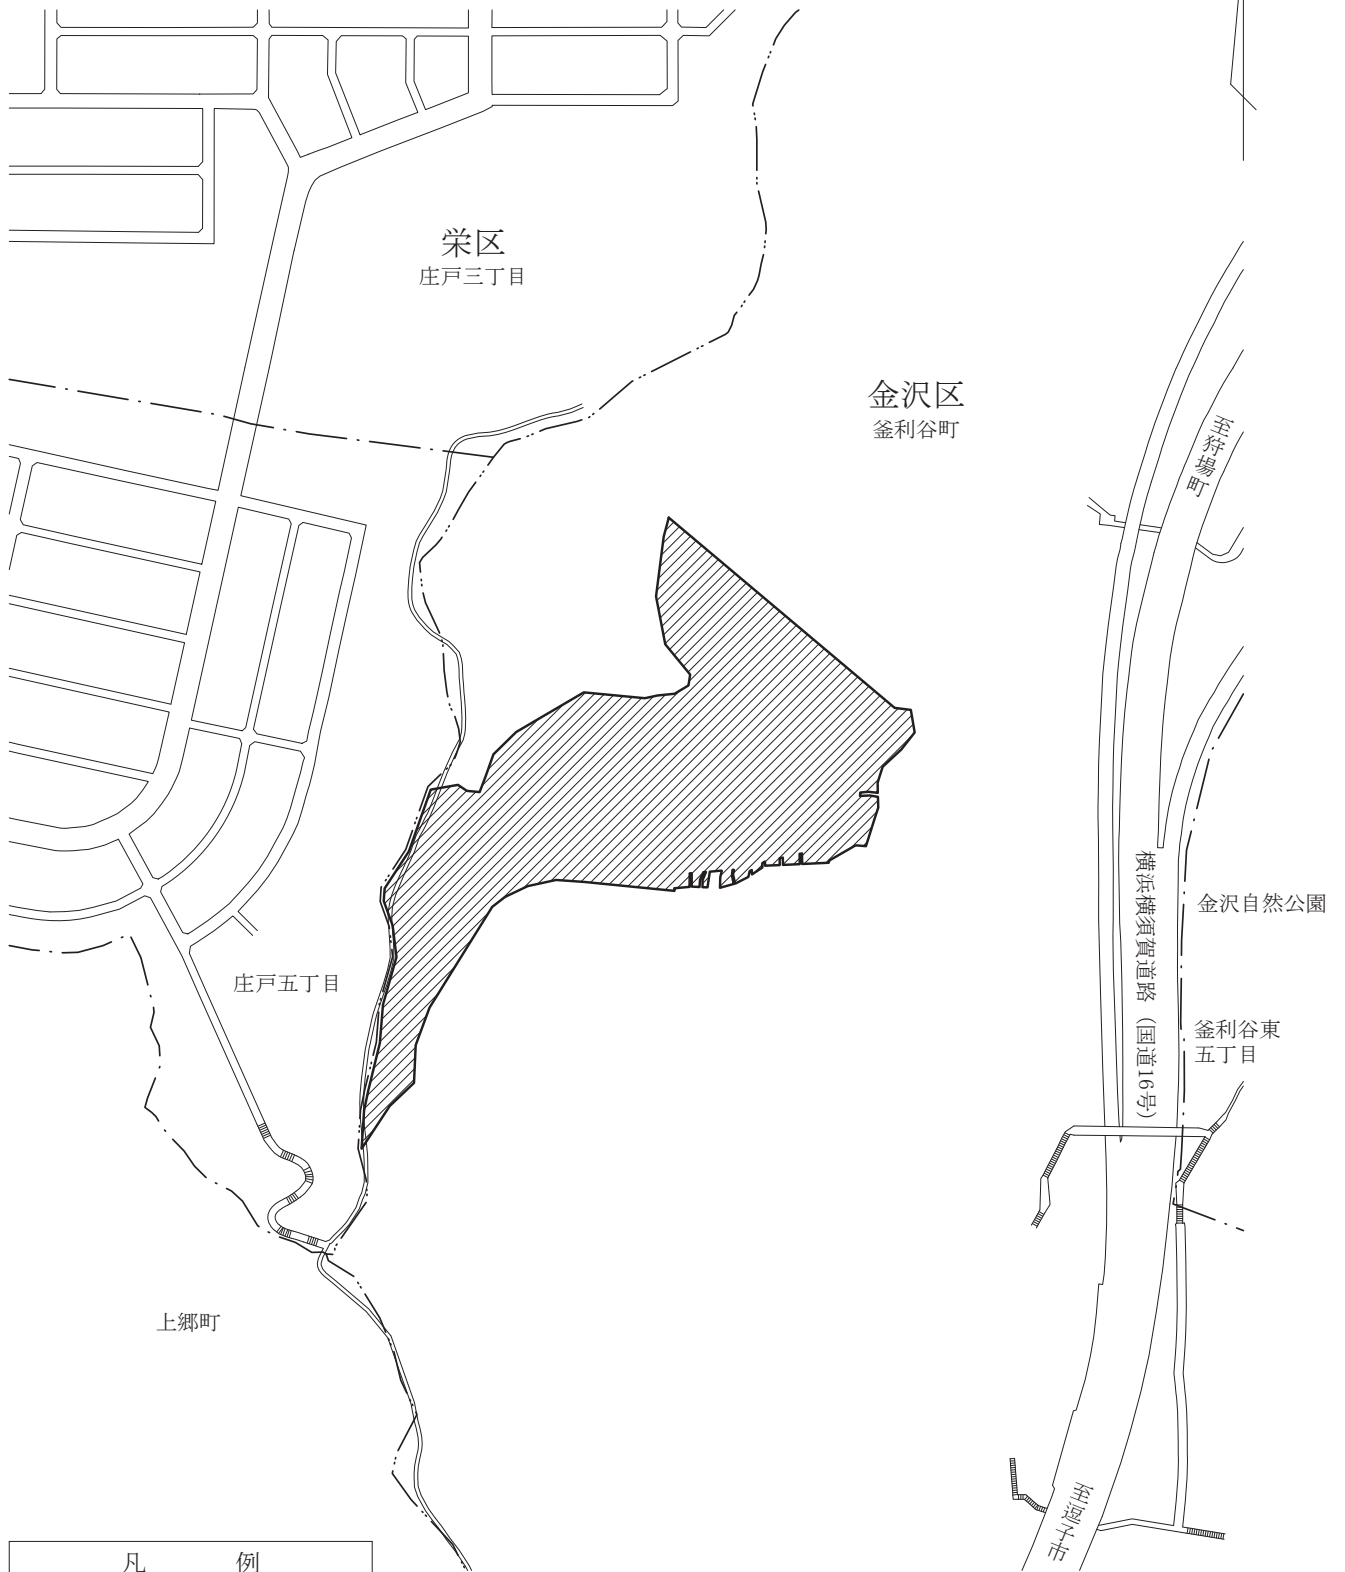 栄区
庄戸三丁目
金沢区
釜利谷町
至狩場町
横浜横須賀道路（国道16号）
金沢自然公園
釜利谷東
五丁目
庄戸五丁目
上郷町
至逗子市
凡例